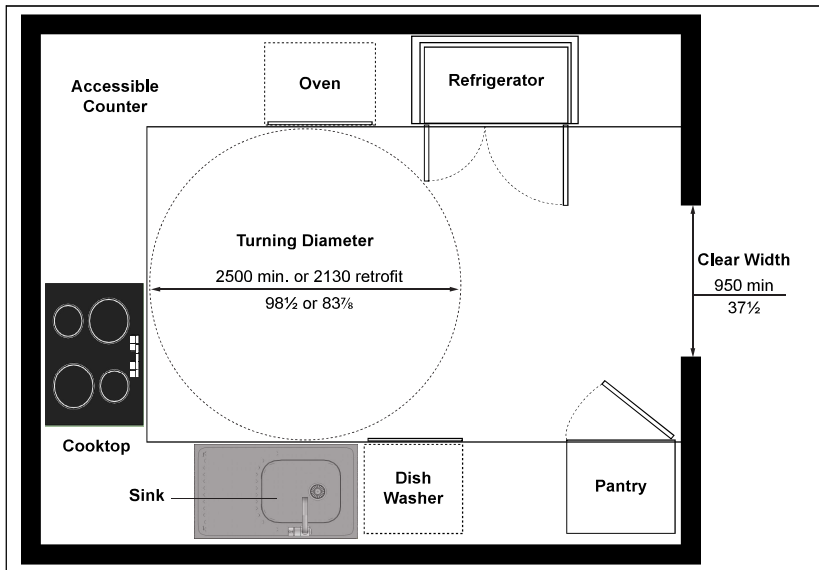 Accessible
Counter
Oven
Refrigerator
Turning Diameter
2500 min. or 2130 retrofit
98½ or 83⅞
Clear Width
950 min
37½
Cooktop
Sink
Dish
Washer
Pantry